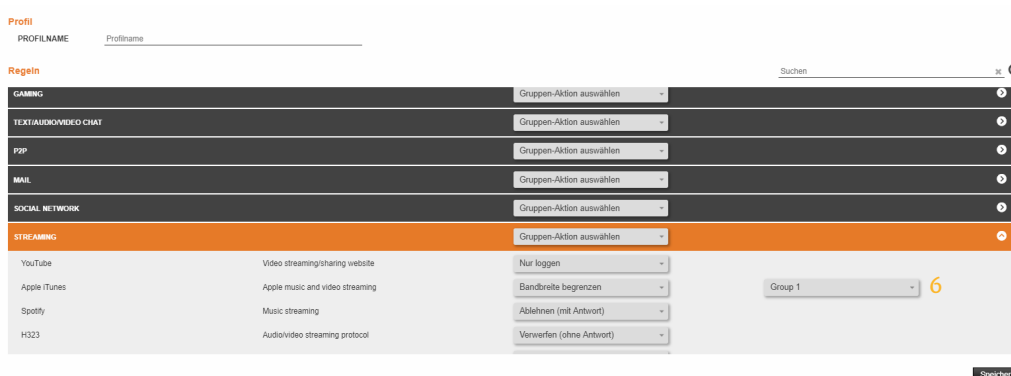 Profil
PROFILNAME Profilname
Regeln Suchen
GAMING Gruppen-Aktion auswählen
TEXT/AUDIO/VIDEO CHAT Gruppen-Aktion auswählen
P2P Gruppen-Aktion auswählen
MAIL Gruppen-Aktion auswählen
SOCIAL NETWORK Gruppen-Aktion auswählen
STREAMING Gruppen-Aktion auswählen
YouTube Video streaming/sharing website Nur loggen
Apple iTunes Apple music and video streaming Bandbreite begrenzen Group 1 6
Spotify Music streaming Ablehnen (mit Antwort)
H323 Audio/video streaming protocol Verwerfen (ohne Antwort)
Speichern